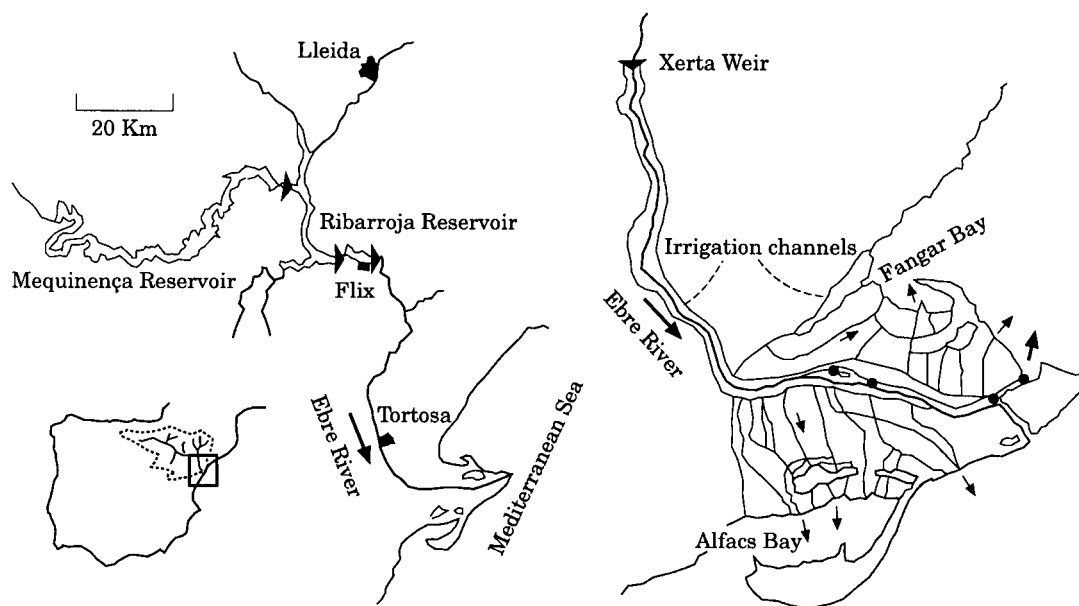 Lleida
20 Km
Ribarroja Reservoir
Mequinença Reservoir
Flix
Ebre River
Tortosa
Mediterranean Sea
Xerta Weir
Irrigation channels
Fangar Bay
Ebre River
Alfacs Bay